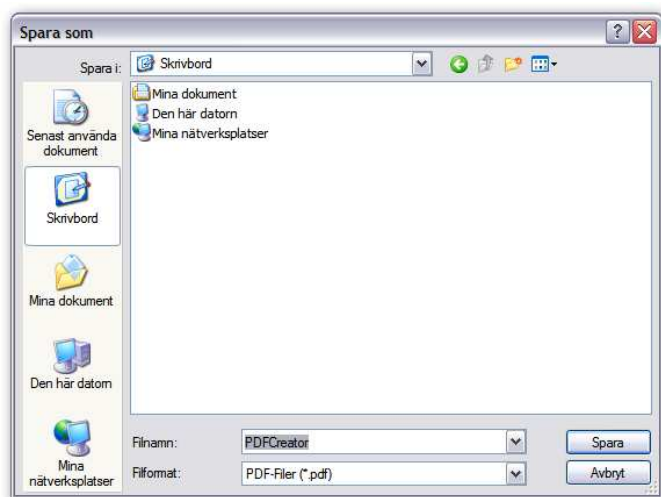 Spara som
Spara i:
Skrivbord
Mina dokument
Den här datorn
Mina nätverksplatser
Senast använda
dokument
Skrivbord
Mina dokument
Den här datorn
Mina
nätverksplatser
Filnamn:
PDFCreator
Spara
Filformat:
PDF-Filer (*.pdf)
Avbryt